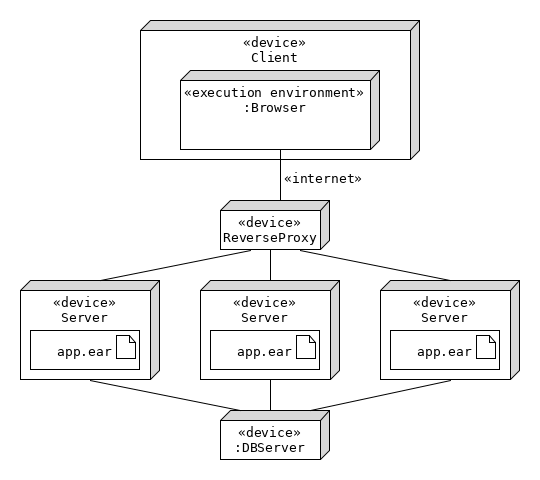 «device»
Client
«execution environment»
:Browser
«internet»
«device»
ReverseProxy
«device»
Server
app.ear
«device»
Server
app.ear
«device»
Server
app.ear
«device»
:DBServer